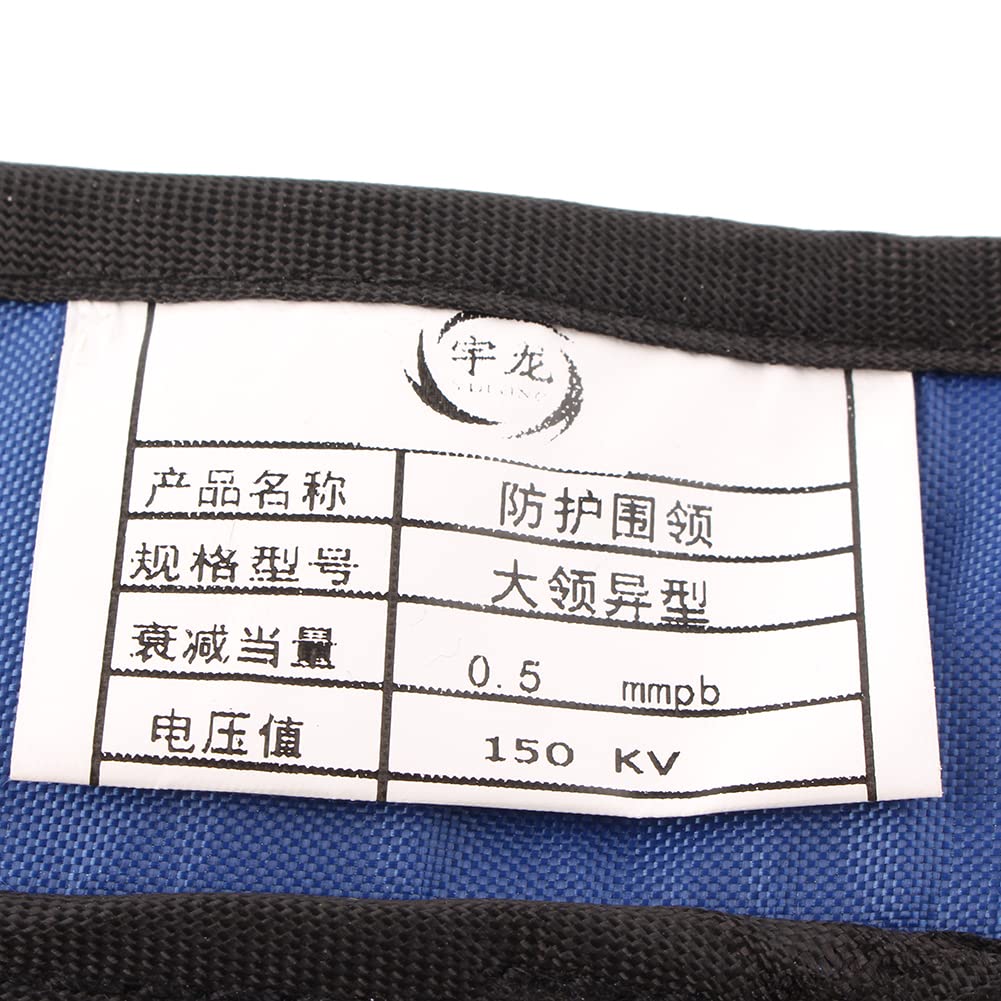 宇龙
YULONG
产品名称 防护围领
规格型号 大领异型
衰减当量 0.5 mmpb
电压值 150 KV